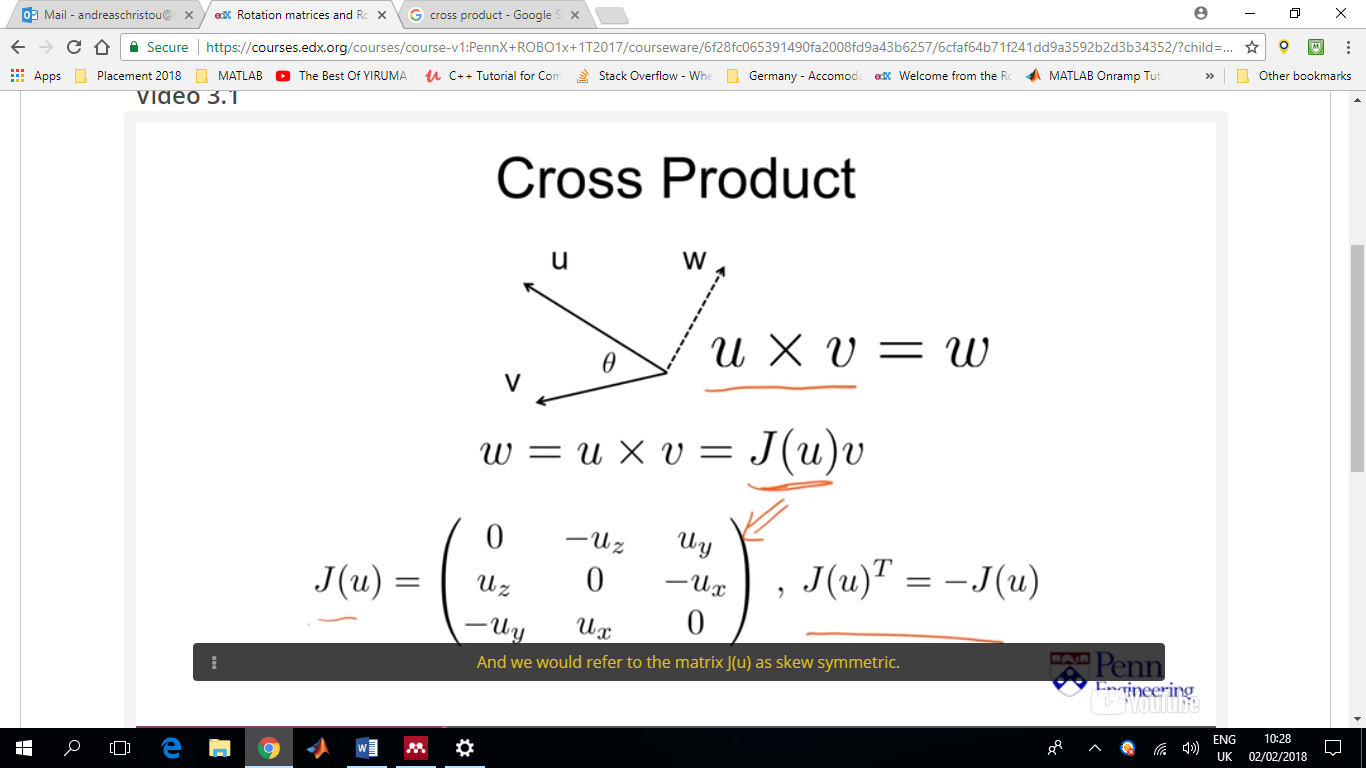 Mail - andreaschristou@ Rotation matrices and Ro cross product - Google S
Secure https://courses.edx.org/courses/course-v1:PennX+ROBO1x+1T2017/courseware/6f28fc065391490fa2008fd9a43b6257/6cfaf64b71f241dd9a3592b2d3b34352/?child=...
Apps Placement 2018 MATLAB The Best Of YIRUMA C++ Tutorial for Com Stack Overflow - Whe Germany - Accomoda Welcome from the Ro MATLAB Onramp Tut » Other bookmarks
Video 3.1
Cross Product
u w
θ
v
u × v = w
w = u × v = J(u)v
J(u) = ( 0 −u_z u_y
u_z 0 −u_x
−u_y u_x 0 ) , J(u)^T = −J(u)
And we would refer to the matrix J(u) as skew symmetric.
Penn
Engineering
YouTube
ENG 10:28
UK 02/02/2018